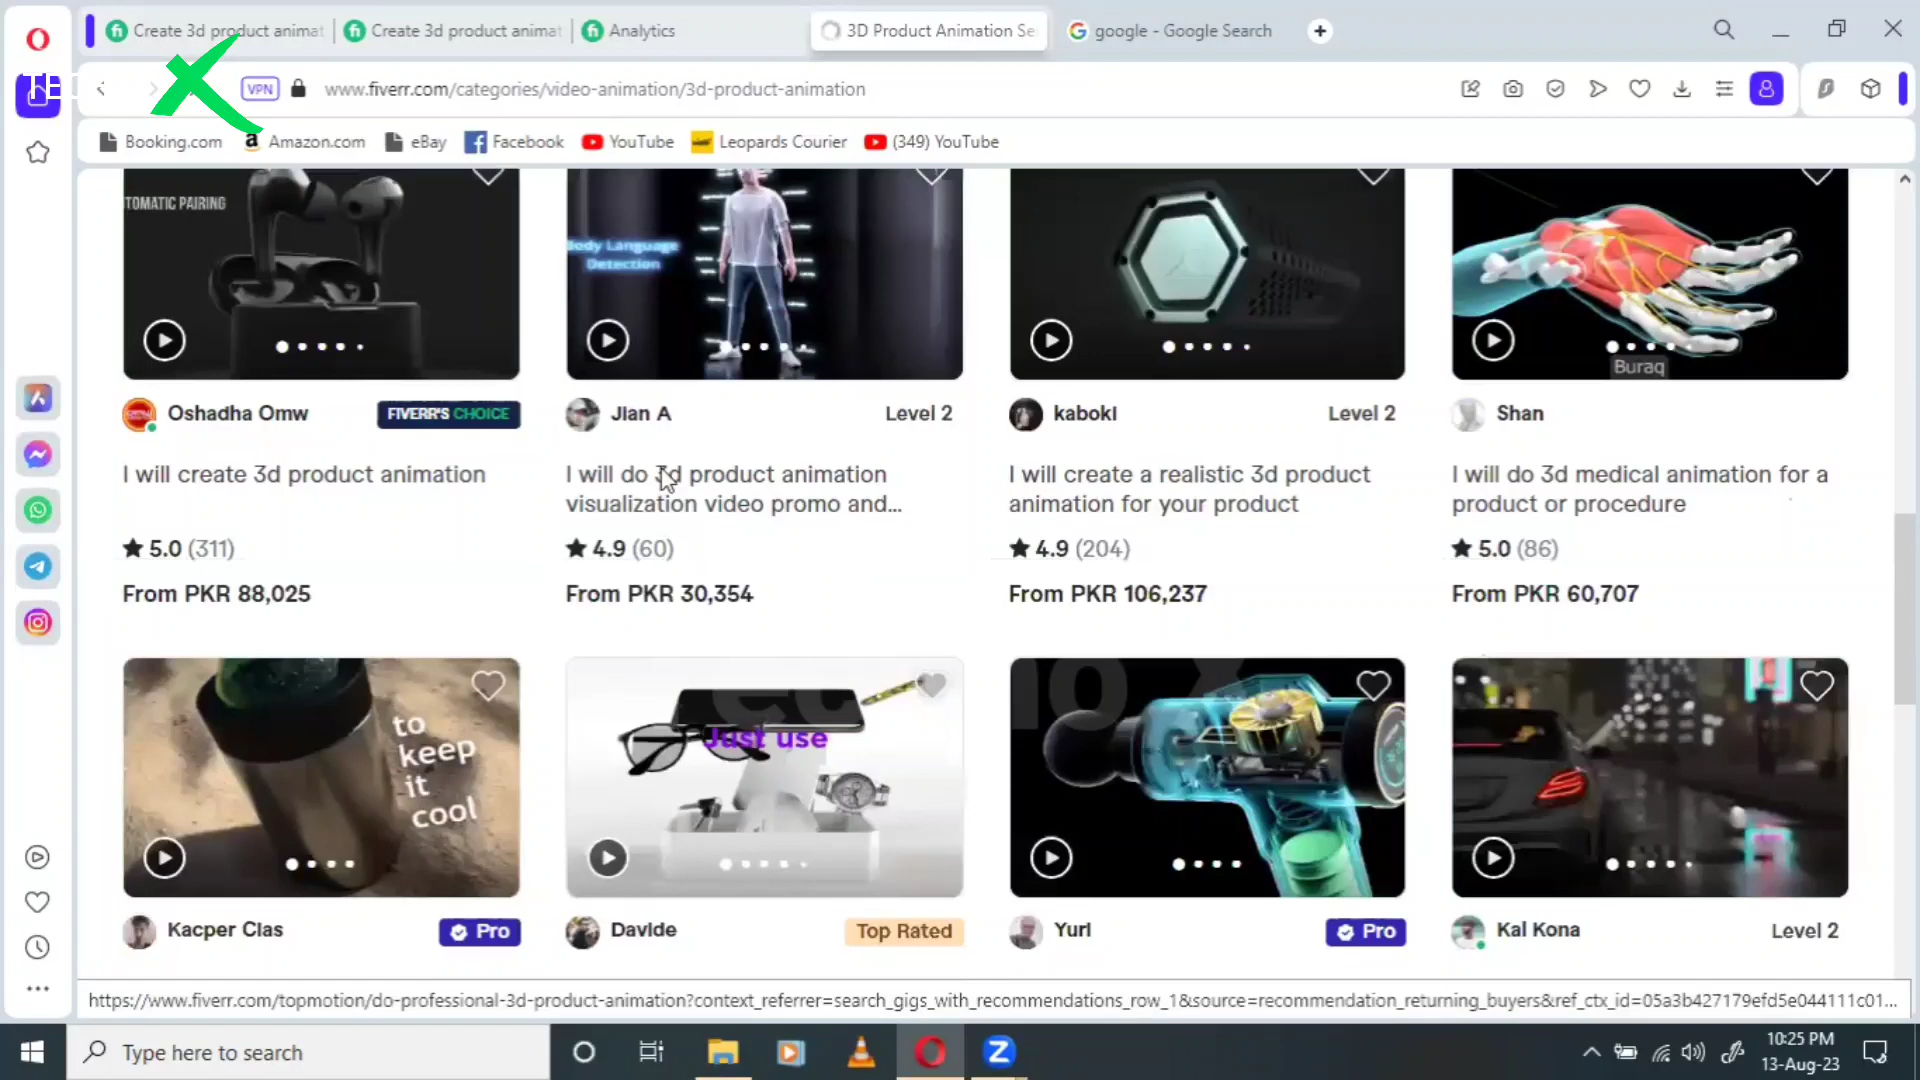 Create 3d product animat
Create 3d product animat
Analytics
3D Product Animation Se
google - Google Search
VPN
www.fiverr.com/categories/video-animation/3d-product-animation
Booking.com
Amazon.com
eBay
Facebook
YouTube
Leopards Courier
(349) YouTube
TOMATIC PAIRING
Body Language
Detection
Buraq
Oshadha Omw
FIVERR'S CHOICE
Jian A
Level 2
kaboki
Level 2
Shan
I will create 3d product animation
I will do 3d product animation
visualization video promo and...
I will create a realistic 3d product
animation for your product
I will do 3d medical animation for a
product or procedure
5.0 (311)
4.9 (60)
4.9 (204)
5.0 (86)
From PKR 88,025
From PKR 30,354
From PKR 106,237
From PKR 60,707
to
keep
it
cool
Just use
Kacper Clas
Pro
Davide
Top Rated
Yuri
Pro
Kal Kona
Level 2
https://www.fiverr.com/topmotion/do-professional-3d-product-animation?context_referrer=search_gigs_with_recommendations_row_1&source=recommendation_returning_buyers&ref_ctx_id=05a3b427179efd5e044111c01...
Type here to search
10:25 PM
13-Aug-23